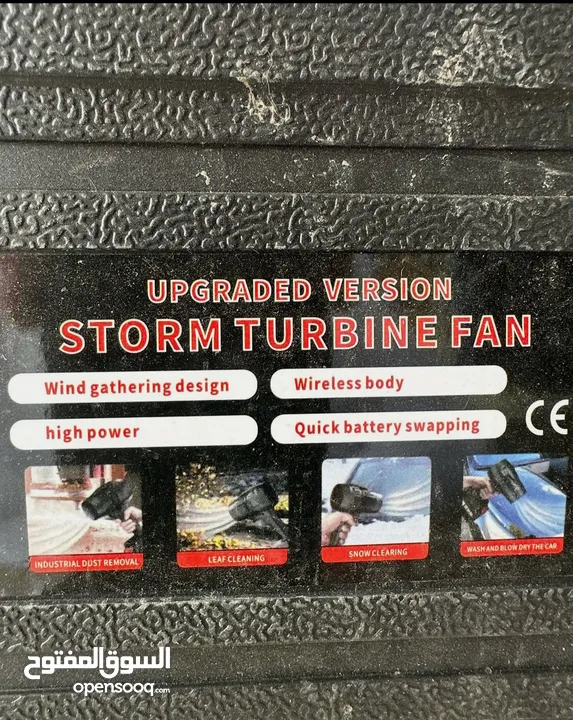 UPGRADED VERSION
STORM TURBINE FAN
Wind gathering design
Wireless body
high power
Quick battery swapping
CE
INDUSTRIAL DUST REMOVAL
LEAF CLEANING
SNOW CLEARING
WASH AND BLOW DRY THE CAR
السوق المفتوح
opensooq.com